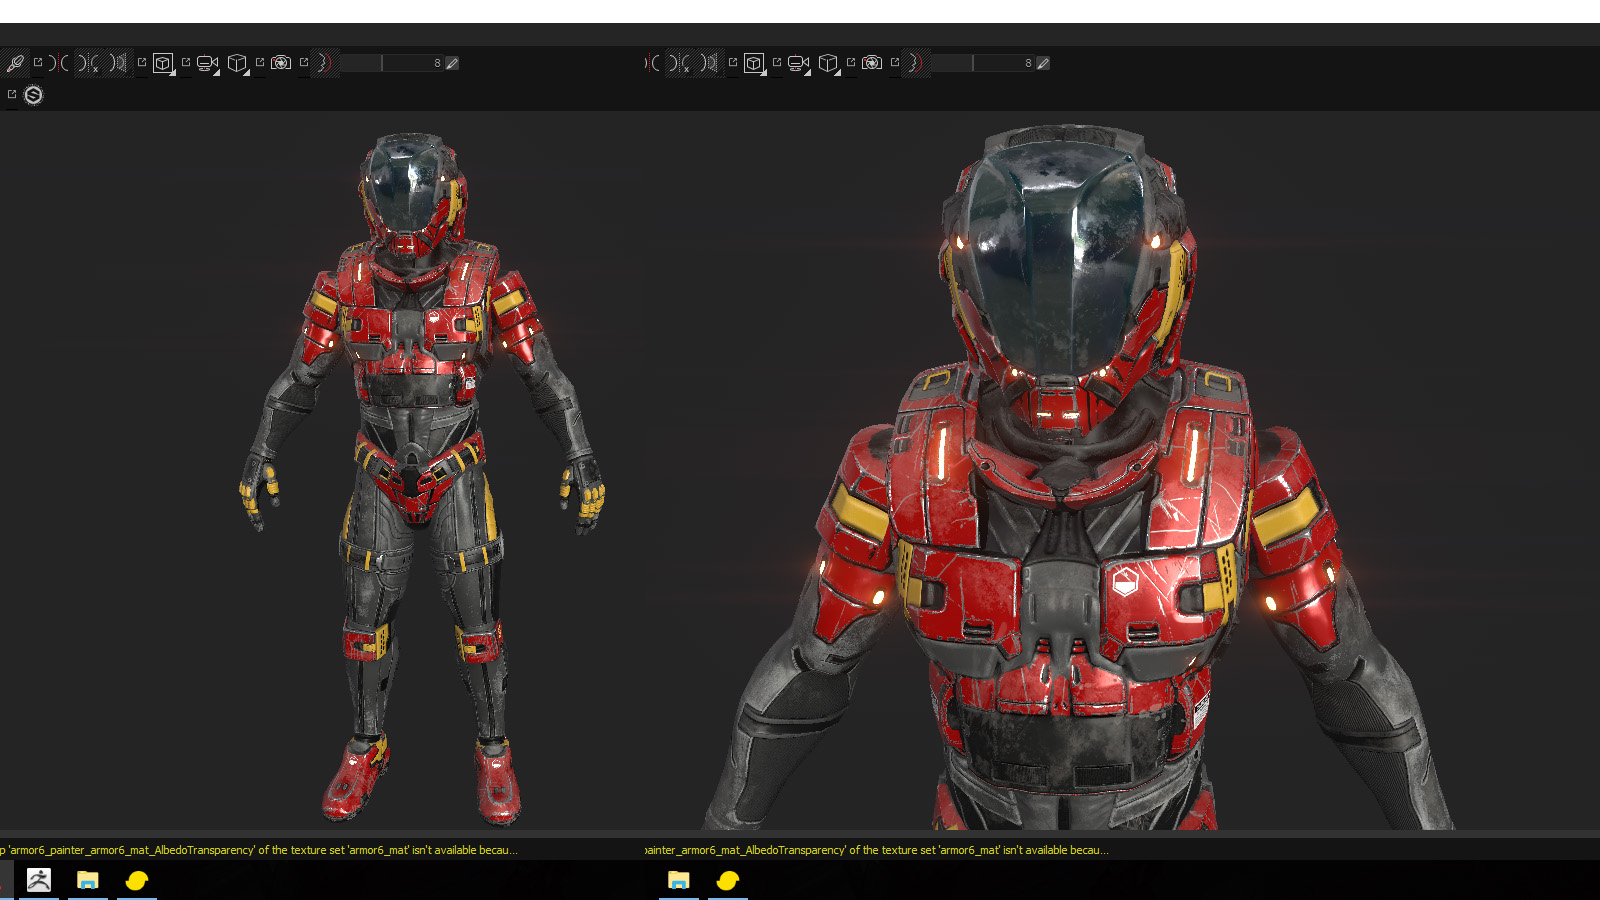 8
8
p 'armor6_painter_armor6_mat_AlbedoTransparency' of the texture set 'armor6_mat' isn't available becau...
painter_armor6_mat_AlbedoTransparency' of the texture set 'armor6_mat' isn't available becau...